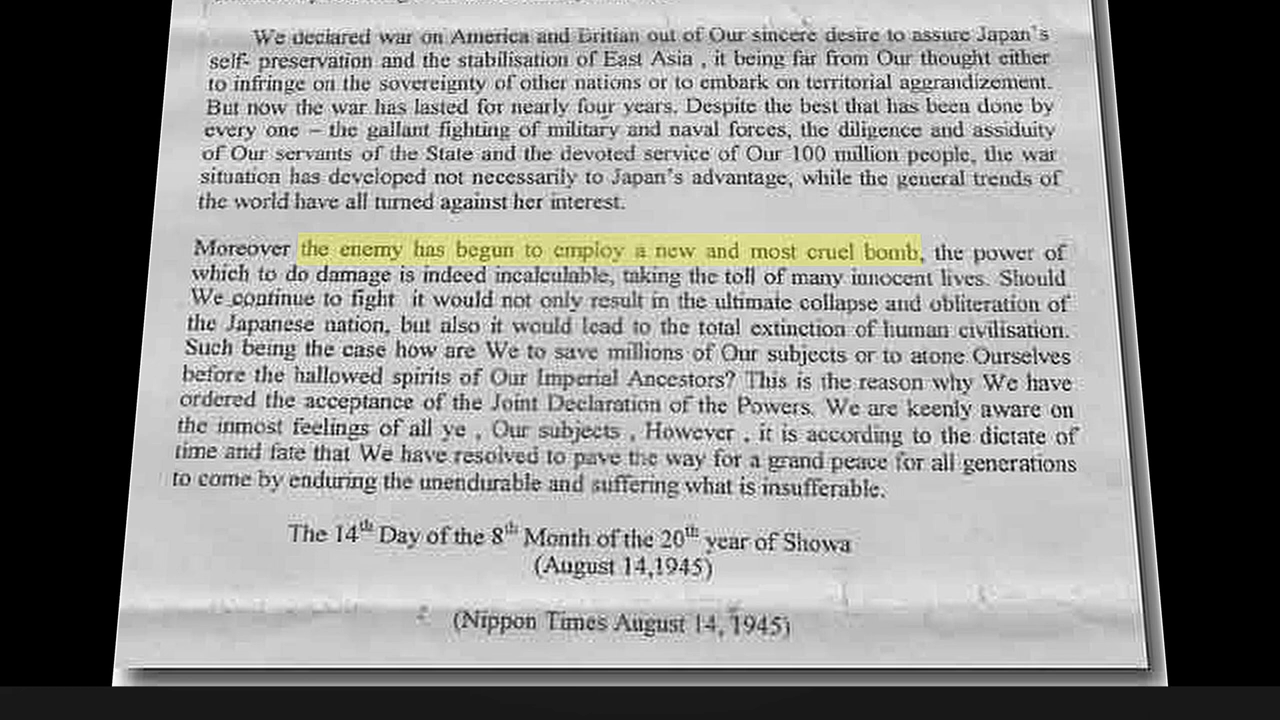 We declared war on America and Britian out of Our sincere desire to assure Japan's
self- preservation and the stabilisation of East Asia , it being far from Our thought either
to infringe on the sovereignty of other nations or to embark on territorial aggrandizement.
But now the war has lasted for nearly four years. Despite the best that has been done by
every one – the gallant fighting of military and naval forces, the diligence and assiduity
of Our servants of the State and the devoted service of Our 100 million people, the war
situation has developed not necessarily to Japan's advantage, while the general trends of
the world have all turned against her interest.
Moreover the enemy has begun to employ a new and most cruel bomb, the power of
which to do damage is indeed incalculable, taking the toll of many innocent lives. Should
We continue to fight it would not only result in the ultimate collapse and obliteration of
the Japanese nation, but also it would lead to the total extinction of human civilisation.
Such being the case how are We to save millions of Our subjects or to atone Ourselves
before the hallowed spirits of Our Imperial Ancestors? This is the reason why We have
ordered the acceptance of the Joint Declaration of the Powers. We are keenly aware on
the inmost feelings of all ye , Our subjects , However , it is according to the dictate of
time and fate that We have resolved to pave the way for a grand peace for all generations
to come by enduring the unendurable and suffering what is insufferable.
The 14th Day of the 8th Month of the 20th year of Showa
(August 14,1945)
(Nippon Times August 14, 1945)